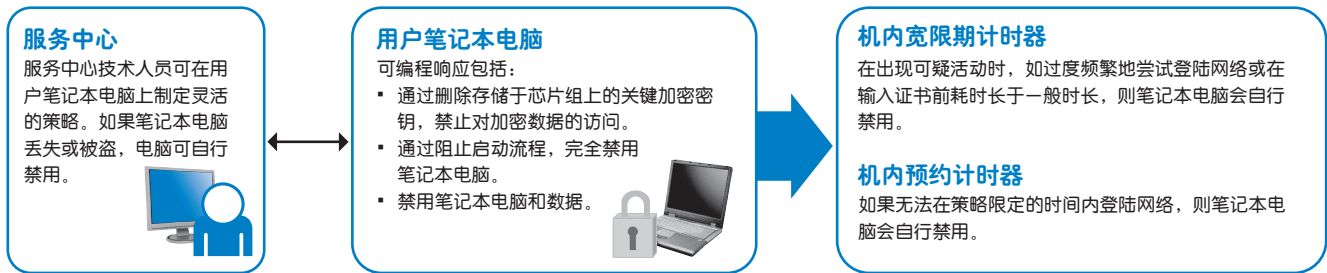 服务中心
服务中心技术人员可在用
户笔记本电脑上制定灵活
的策略。如果笔记本电脑
丢失或被盗，电脑可自行
禁用。
用户笔记本电脑
可编程响应包括：
▪ 通过删除存储于芯片组上的关键加密密
钥，禁止对加密数据的访问。
▪ 通过阻止启动流程，完全禁用
笔记本电脑。
▪ 禁用笔记本电脑和数据。
机内宽限期计时器
在出现可疑活动时，如过度频繁地尝试登陆网络或在
输入证书前耗时长于一般时长，则笔记本电脑会自行
禁用。
机内预约计时器
如果无法在策略限定的时间内登陆网络，则笔记本电
脑会自行禁用。